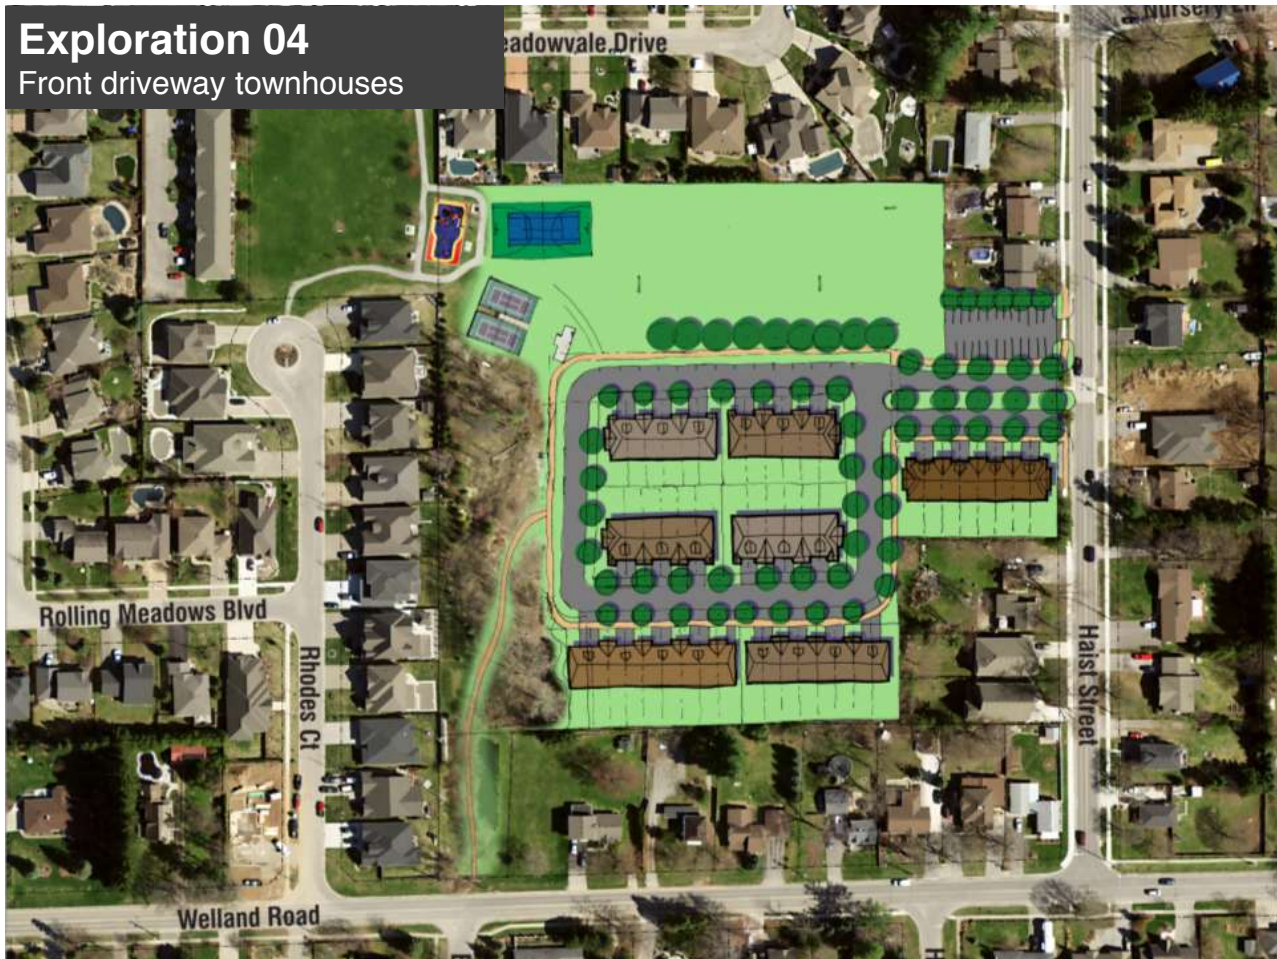 Exploration 04
Front driveway townhouses
eadowvale Drive
Rolling Meadows Blvd
Rhodes Ct
Haist Street
Welland Road